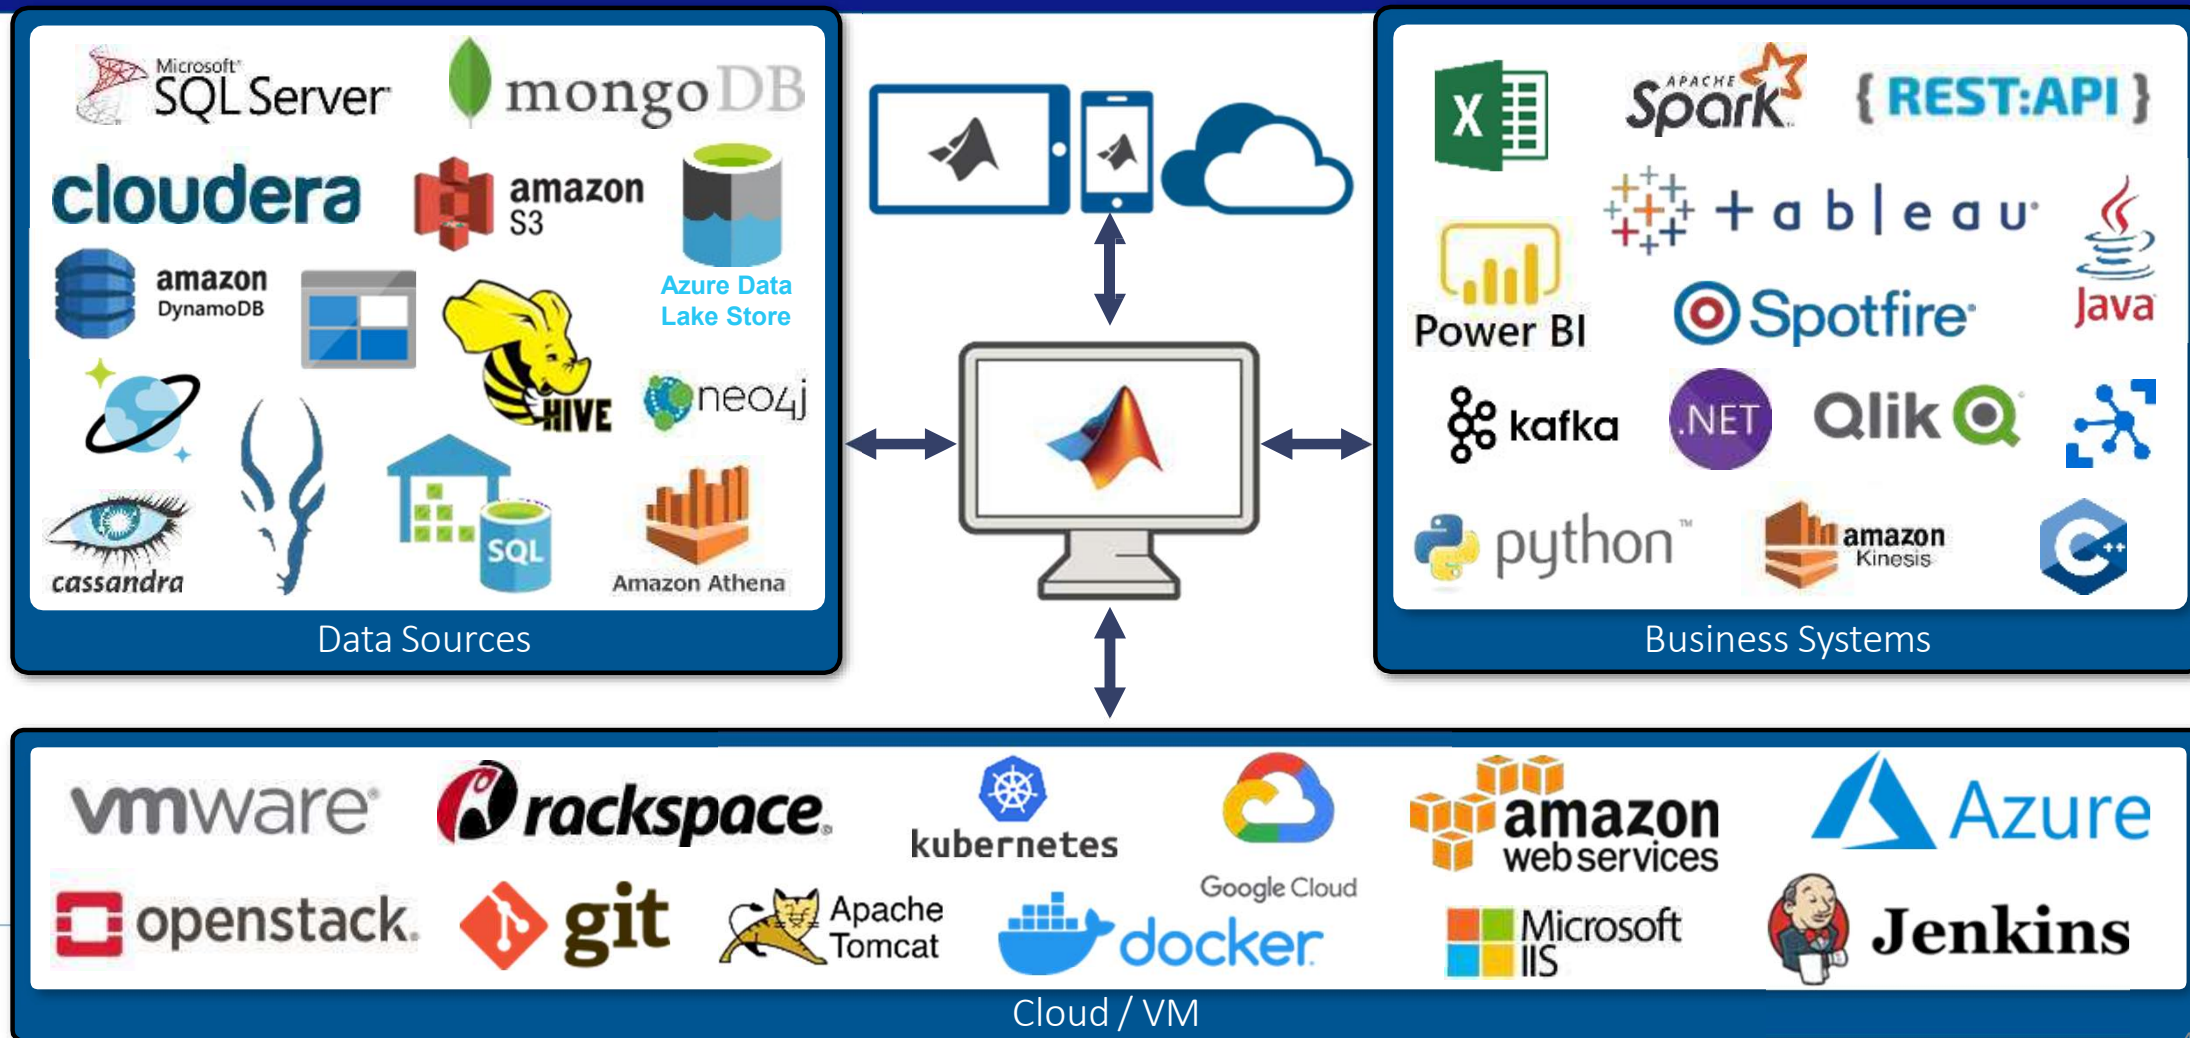 Microsoft
SQL Server
mongoDB
cloudera
amazon
S3
amazon
DynamoDB
Azure Data
Lake Store
HIVE
neo4j
cassandra
SQL
Amazon Athena
Data Sources
X
APACHE
Spark
{ REST:API }
+ableau
Power BI
Spotfire
Java
kafka
.NET
Qlik
python™
amazon
Kinesis
C++
Business Systems
vmware®
rackspace®
kubernetes
Google Cloud
amazon
web services
Azure
openstack.
git
Apache
Tomcat
docker
Microsoft
IIS
Jenkins
Cloud / VM